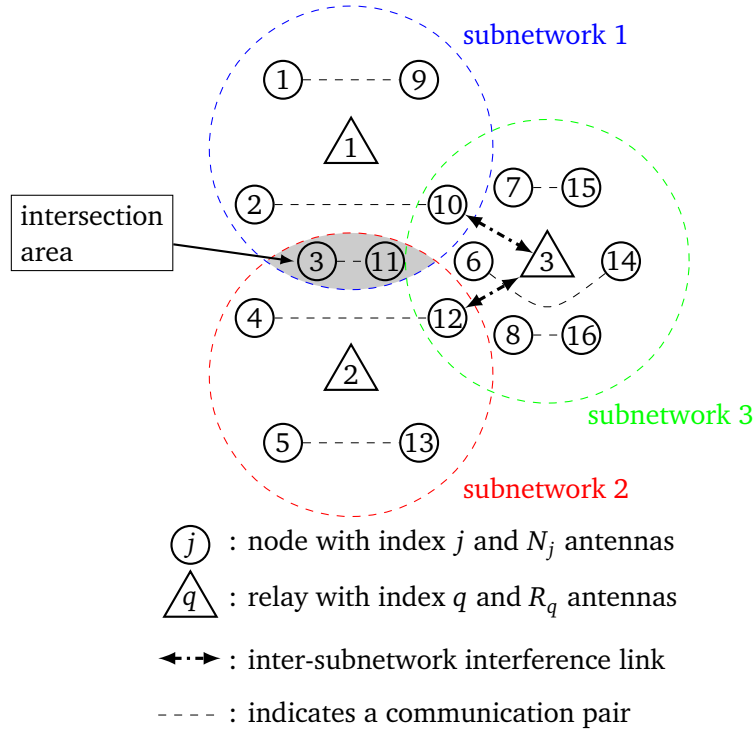 subnetwork 1
1
9
1
7
15
2
10
intersection
area
3
11
6
3
14
4
12
8
16
2
subnetwork 3
5
13
subnetwork 2
j : node with index j and N_j antennas
q : relay with index q and R_q antennas
: inter-subnetwork interference link
: indicates a communication pair